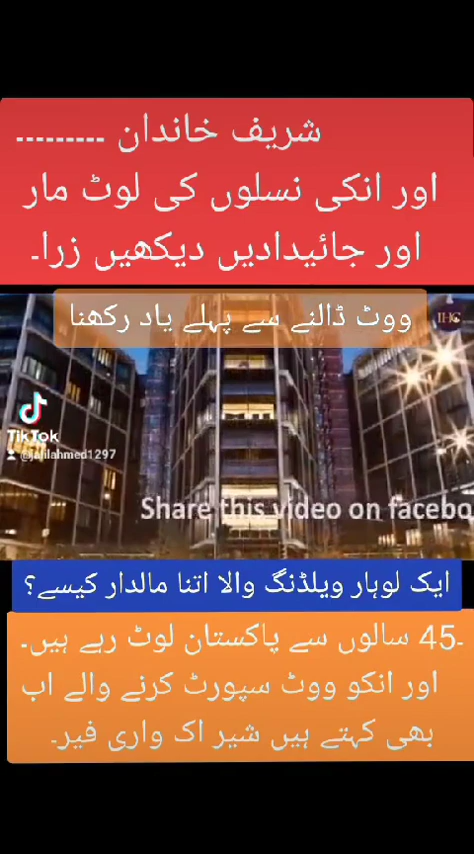 شریف خاندان ---------
اور انکی نسلوں کی لوٹ مار
اور جائیدادیں دیکھیں زرا۔
ووٹ ڈالنے سے پہلے یاد رکھنا
IHC
TikTok
@jalilahmed1297
Share this video on facebo
ایک لوہار ویلڈنگ والا اتنا مالدار کیسے؟
45۔ سالوں سے پاکستان لوٹ رہے ہیں۔
اور انکو ووٹ سپورٹ کرنے والے اب
بھی کہتے ہیں شیر اک واری فیر۔